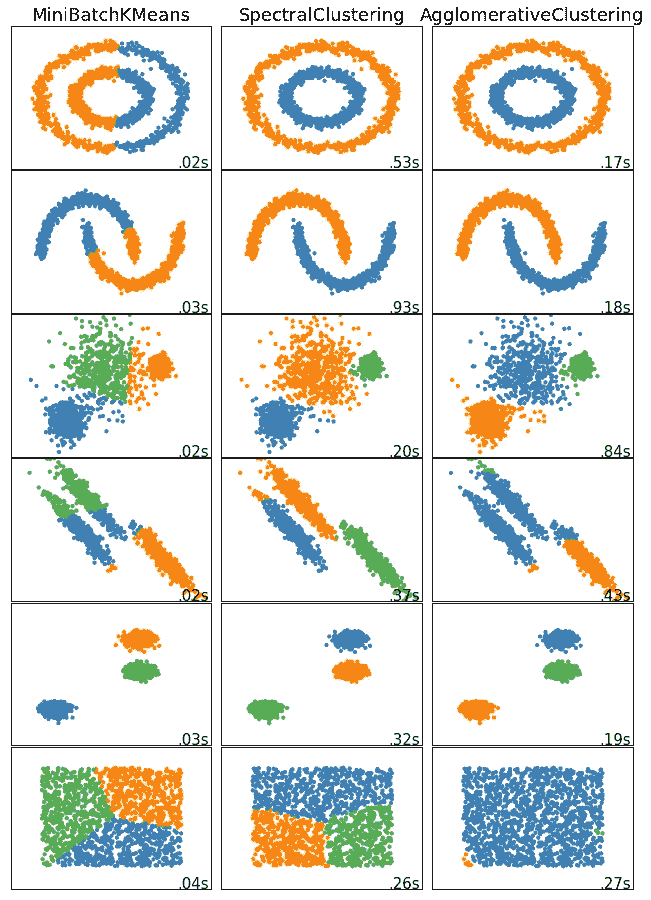 MiniBatchKMeans SpectralClustering AgglomerativeClustering
.02s .53s .17s
.03s .93s .18s
.02s .20s .84s
.02s .37s .43s
.03s .32s .19s
.04s .26s .27s